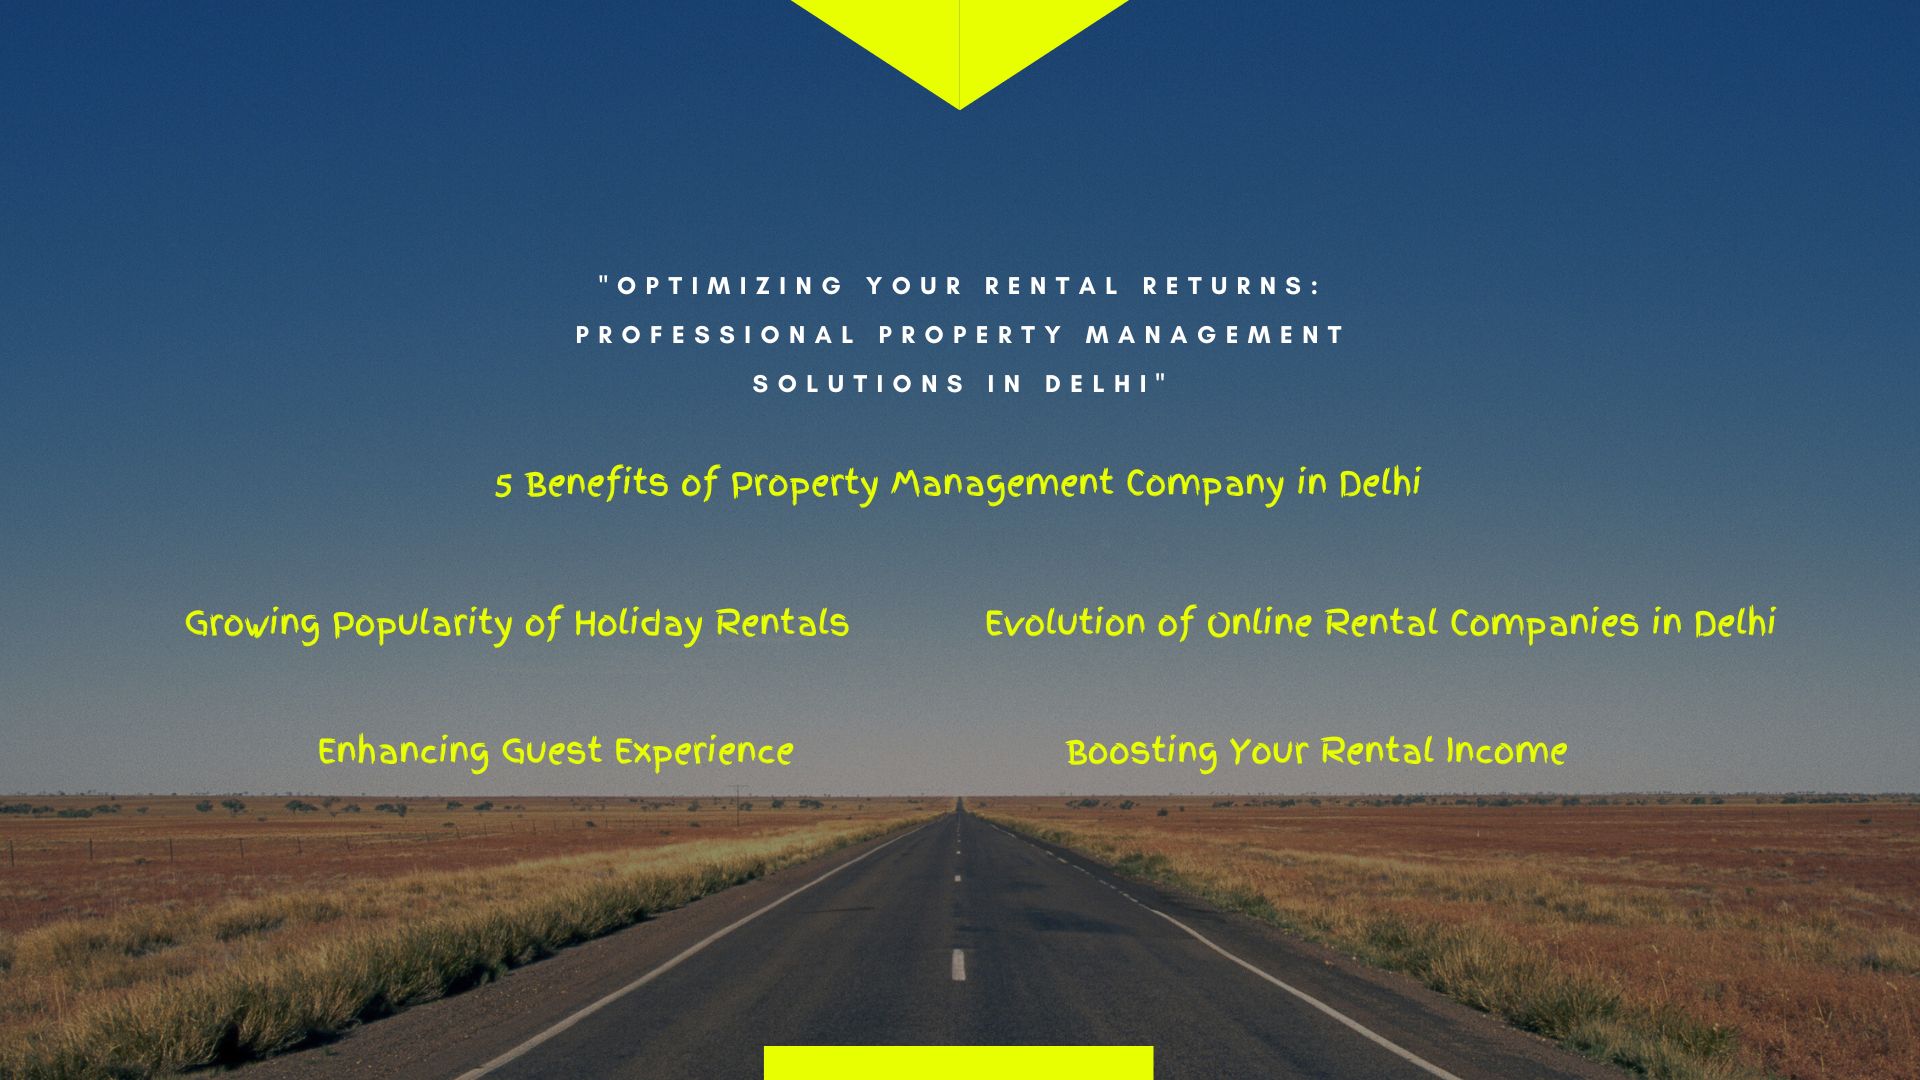 "OPTIMIZING YOUR RENTAL RETURNS:
PROFESSIONAL PROPERTY MANAGEMENT
SOLUTIONS IN DELHI"
5 Benefits of Property Management Company in Delhi
Growing Popularity of Holiday Rentals
Evolution of Online Rental Companies in Delhi
Enhancing Guest Experience
Boosting Your Rental Income